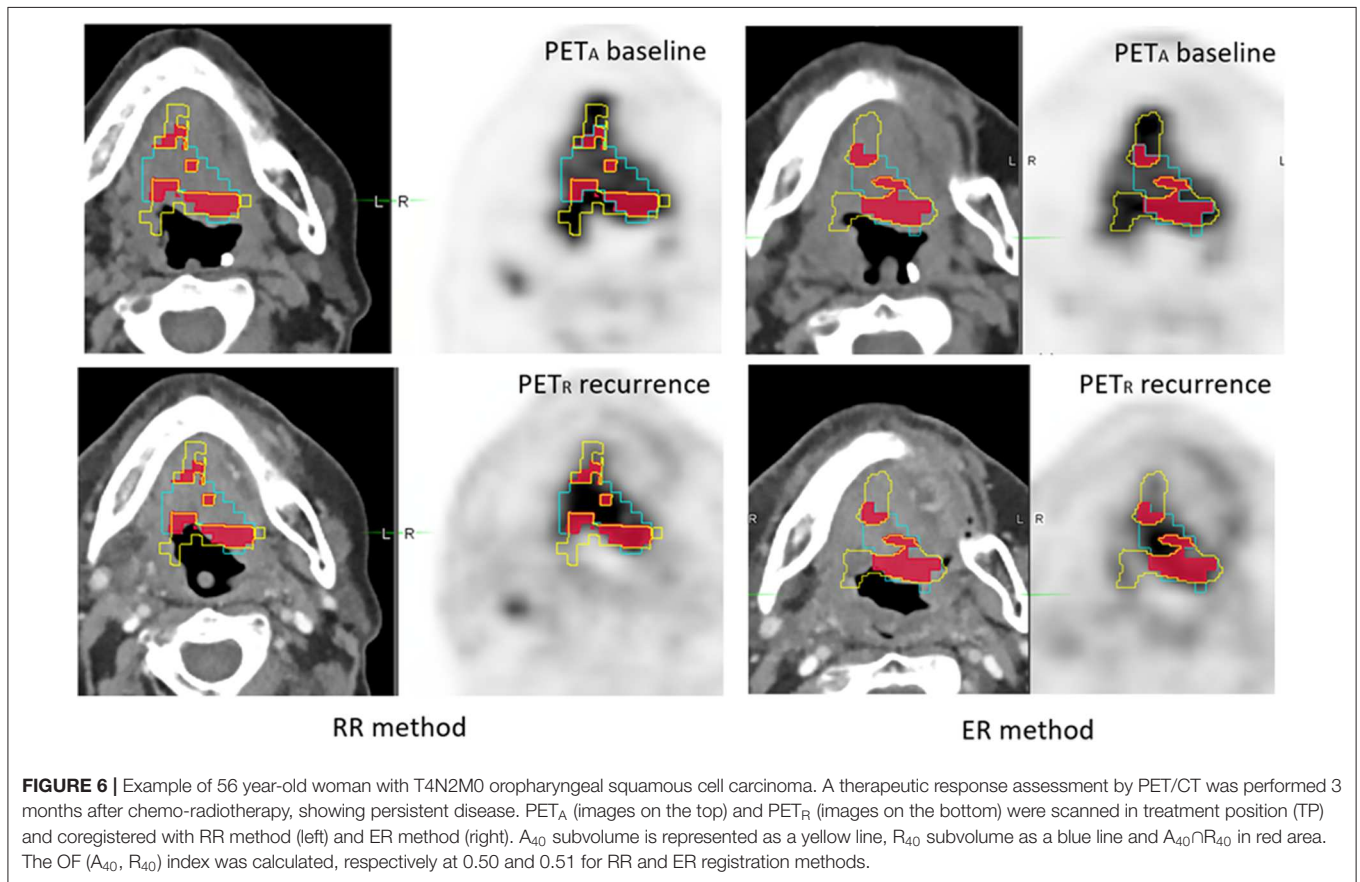 PETA baseline
PETA baseline
L R
L R
L
PETR recurrence
PETR recurrence
L R
R
L R
RR method
ER method
FIGURE 6 | Example of 56 year-old woman with T4N2M0 oropharyngeal squamous cell carcinoma. A therapeutic response assessment by PET/CT was performed 3
months after chemo-radiotherapy, showing persistent disease. PETA (images on the top) and PETR (images on the bottom) were scanned in treatment position (TP)
and coregistered with RR method (left) and ER method (right). A40 subvolume is represented as a yellow line, R40 subvolume as a blue line and A40∩R40 in red area.
The OF (A40, R40) index was calculated, respectively at 0.50 and 0.51 for RR and ER registration methods.